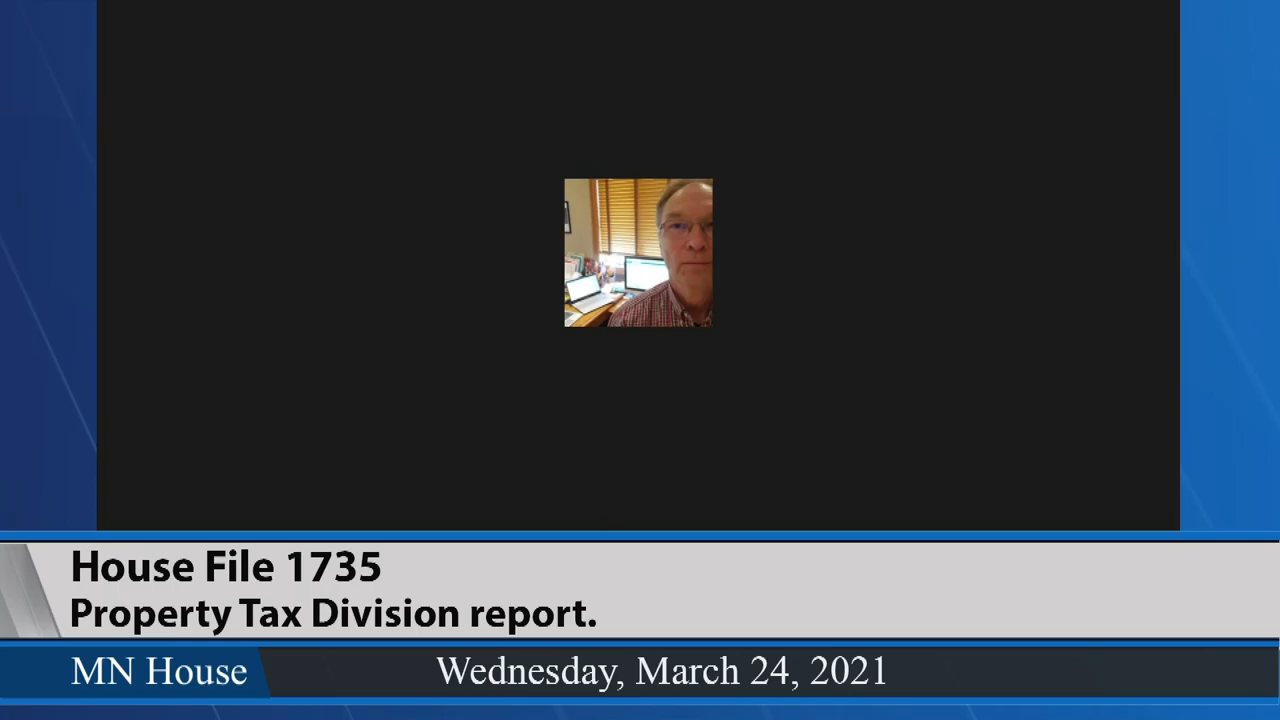 House File 1735
Property Tax Division report.
MN House
Wednesday, March 24, 2021